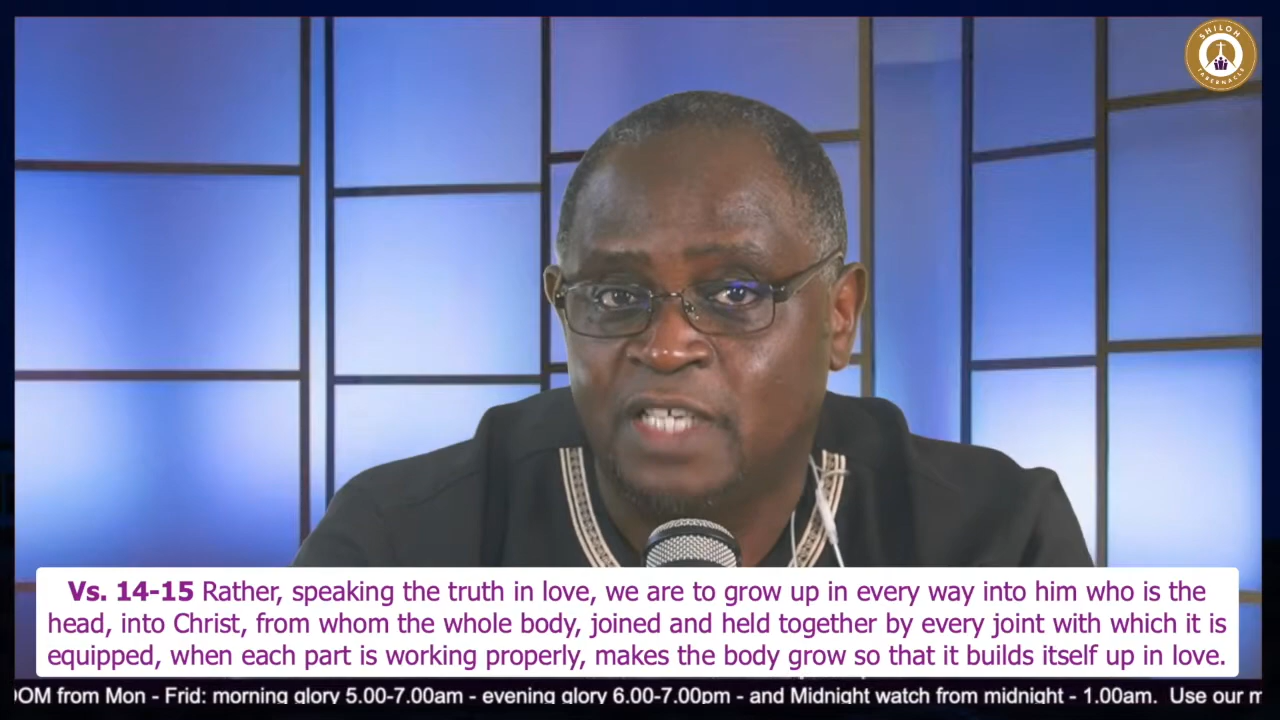 SHILOH
TABERNACLE
Vs. 14-15 Rather, speaking the truth in love, we are to grow up in every way into him who is the
head, into Christ, from whom the whole body, joined and held together by every joint with which it is
equipped, when each part is working properly, makes the body grow so that it builds itself up in love.
OOM from Mon - Frid: morning glory 5.00-7.00am - evening glory 6.00-7.00pm - and Midnight watch from midnight - 1.00am. Use our m